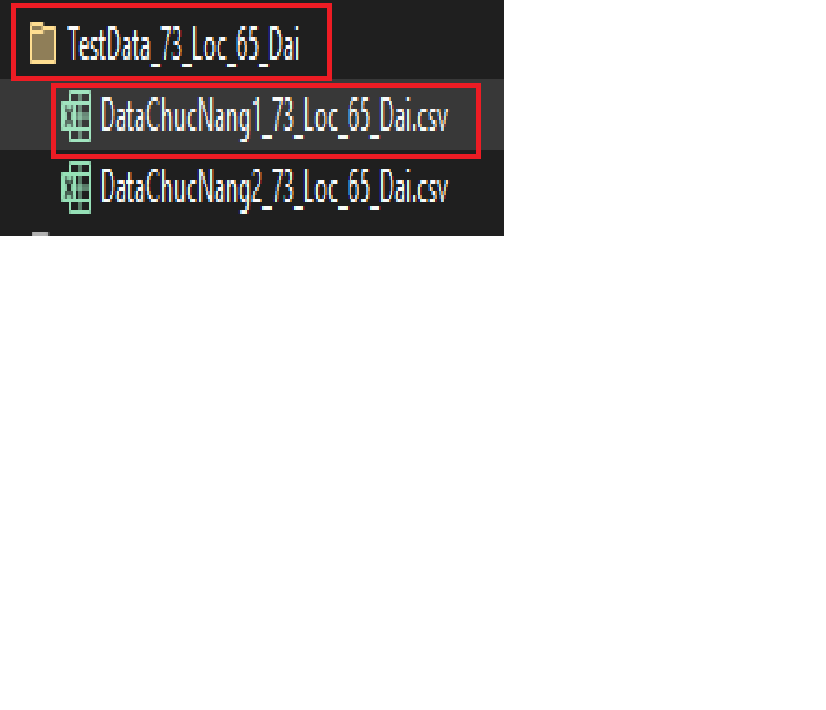 TestData_73_Loc_65_Dai
DataChucNang1_73_Loc_65_Dai.csv
DataChucNang2_73_Loc_65_Dai.csv